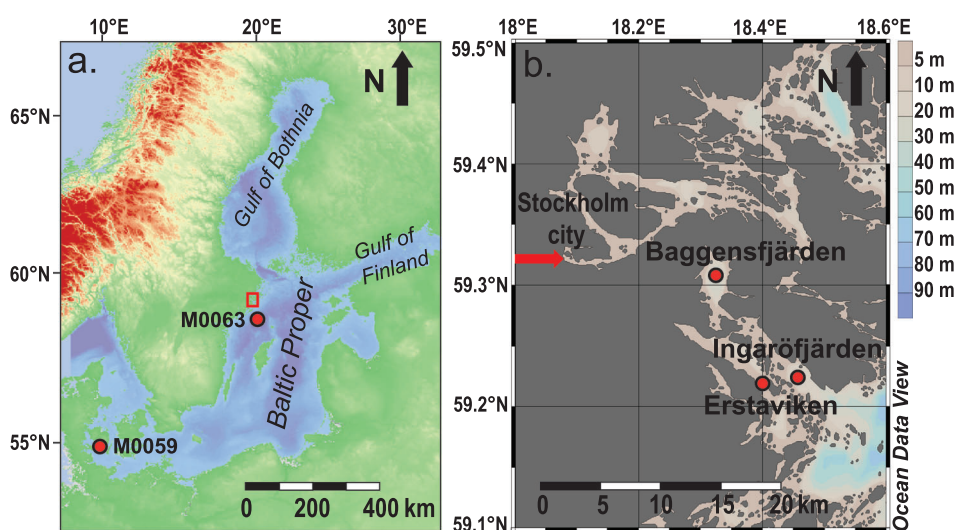 10°E 20°E 30°E
a.
N
65°N
60°N
55°N
Gulf of Bothnia
Gulf of
Finland
M0063
Baltic Proper
M0059
0 200 400 km
18° 18.2° 18.4° 18.6°
b.
N
59.5°N
59.4°N
59.3°N
59.2°N
59.1°N
Stockholm
city
Baggensfjärden
Ingaröfjärden
Erstaviken
0 5 10 15 20 km
5 m
10 m
20 m
30 m
40 m
50 m
60 m
70 m
80 m
90 m
Ocean Data View